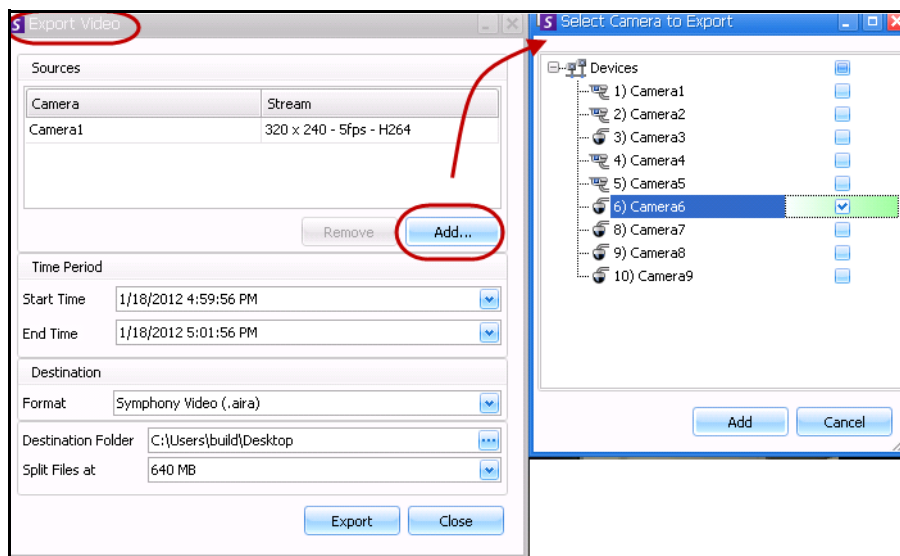 Export Video
Sources
Camera Stream
Camera1 320 x 240 - 5fps - H264
Remove Add...
Time Period
Start Time 1/18/2012 4:59:56 PM
End Time 1/18/2012 5:01:56 PM
Destination
Format Symphony Video (.aira)
Destination Folder C:\Users\build\Desktop
Split Files at 640 MB
Export Close
Select Camera to Export
Devices
1) Camera1
2) Camera2
3) Camera3
4) Camera4
5) Camera5
6) Camera6
8) Camera7
9) Camera8
10) Camera9
Add Cancel